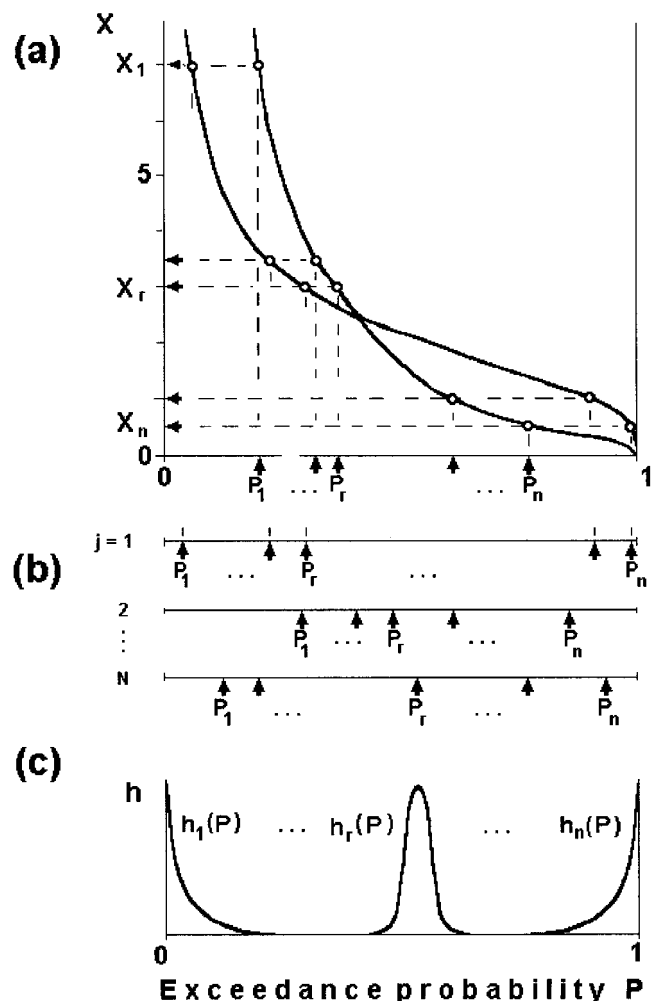 X
(a)
X1
5
Xr
Xn
0
0 1
P1 ... Pr ... Pn
j = 1
P1 ... Pr ... Pn
(b)
2
P1 ... Pr ... Pn
N
P1 ... Pr ... Pn
(c)
h
h1(P) ... hr(P) ... hn(P)
0 1
Exceedance probability P